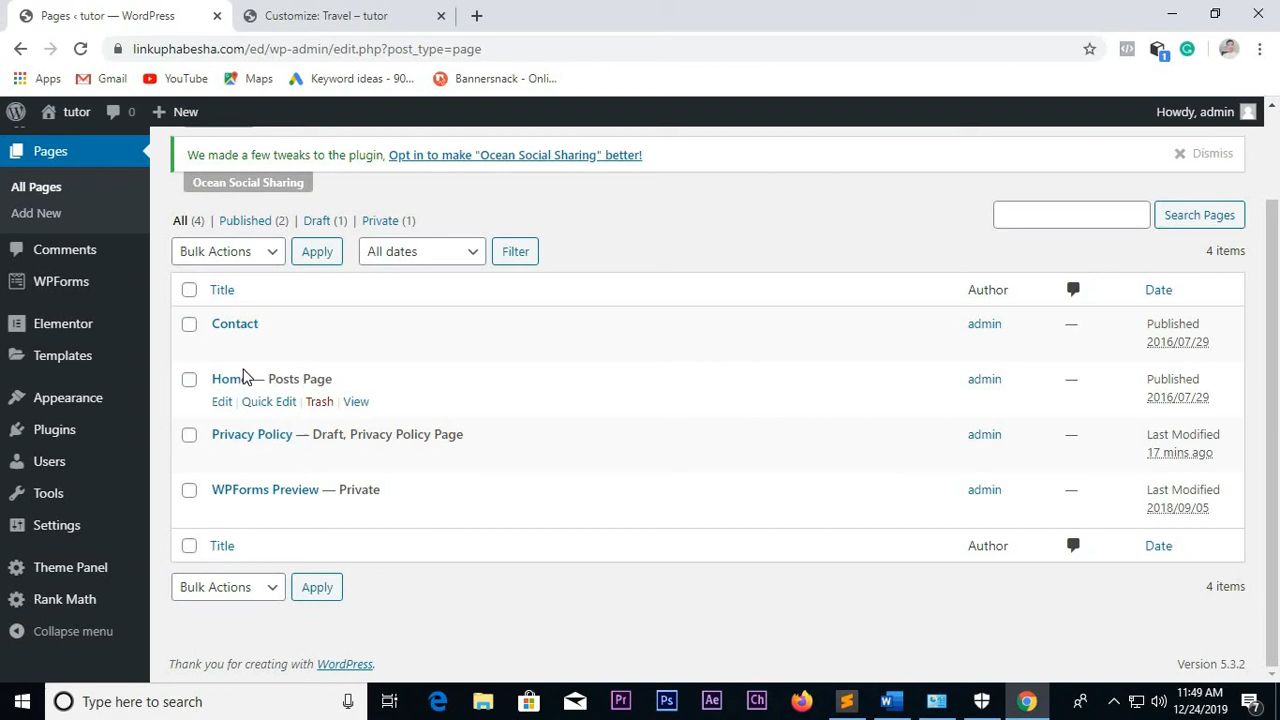 Pages ‹ tutor — WordPress
Customize: Travel – tutor
linkuphabesha.com/ed/wp-admin/edit.php?post_type=page
1
Apps
Gmail
YouTube
Maps
Keyword ideas - 90...
Bannersnack - Onli...
tutor
0
New
Howdy, admin
Pages
All Pages
Add New
Comments
WPForms
Elementor
Templates
Appearance
Plugins
Users
Tools
Settings
Theme Panel
Rank Math
Collapse menu
We made a few tweaks to the plugin, Opt in to make "Ocean Social Sharing" better!
Dismiss
Ocean Social Sharing
All (4) | Published (2) | Draft (1) | Private (1)
Search Pages
Bulk Actions
Apply
All dates
Filter
4 items
Title
Author
Date
Contact
admin
—
Published
2016/07/29
Home — Posts Page
Edit | Quick Edit | Trash | View
admin
—
Published
2016/07/29
Privacy Policy — Draft, Privacy Policy Page
admin
—
Last Modified
17 mins ago
WPForms Preview — Private
admin
—
Last Modified
2018/09/05
Title
Author
Date
Bulk Actions
Apply
4 items
Thank you for creating with WordPress.
Version 5.3.2
Type here to search
Pr
Ps
Ae
Ch
11:49 AM
12/24/2019
7